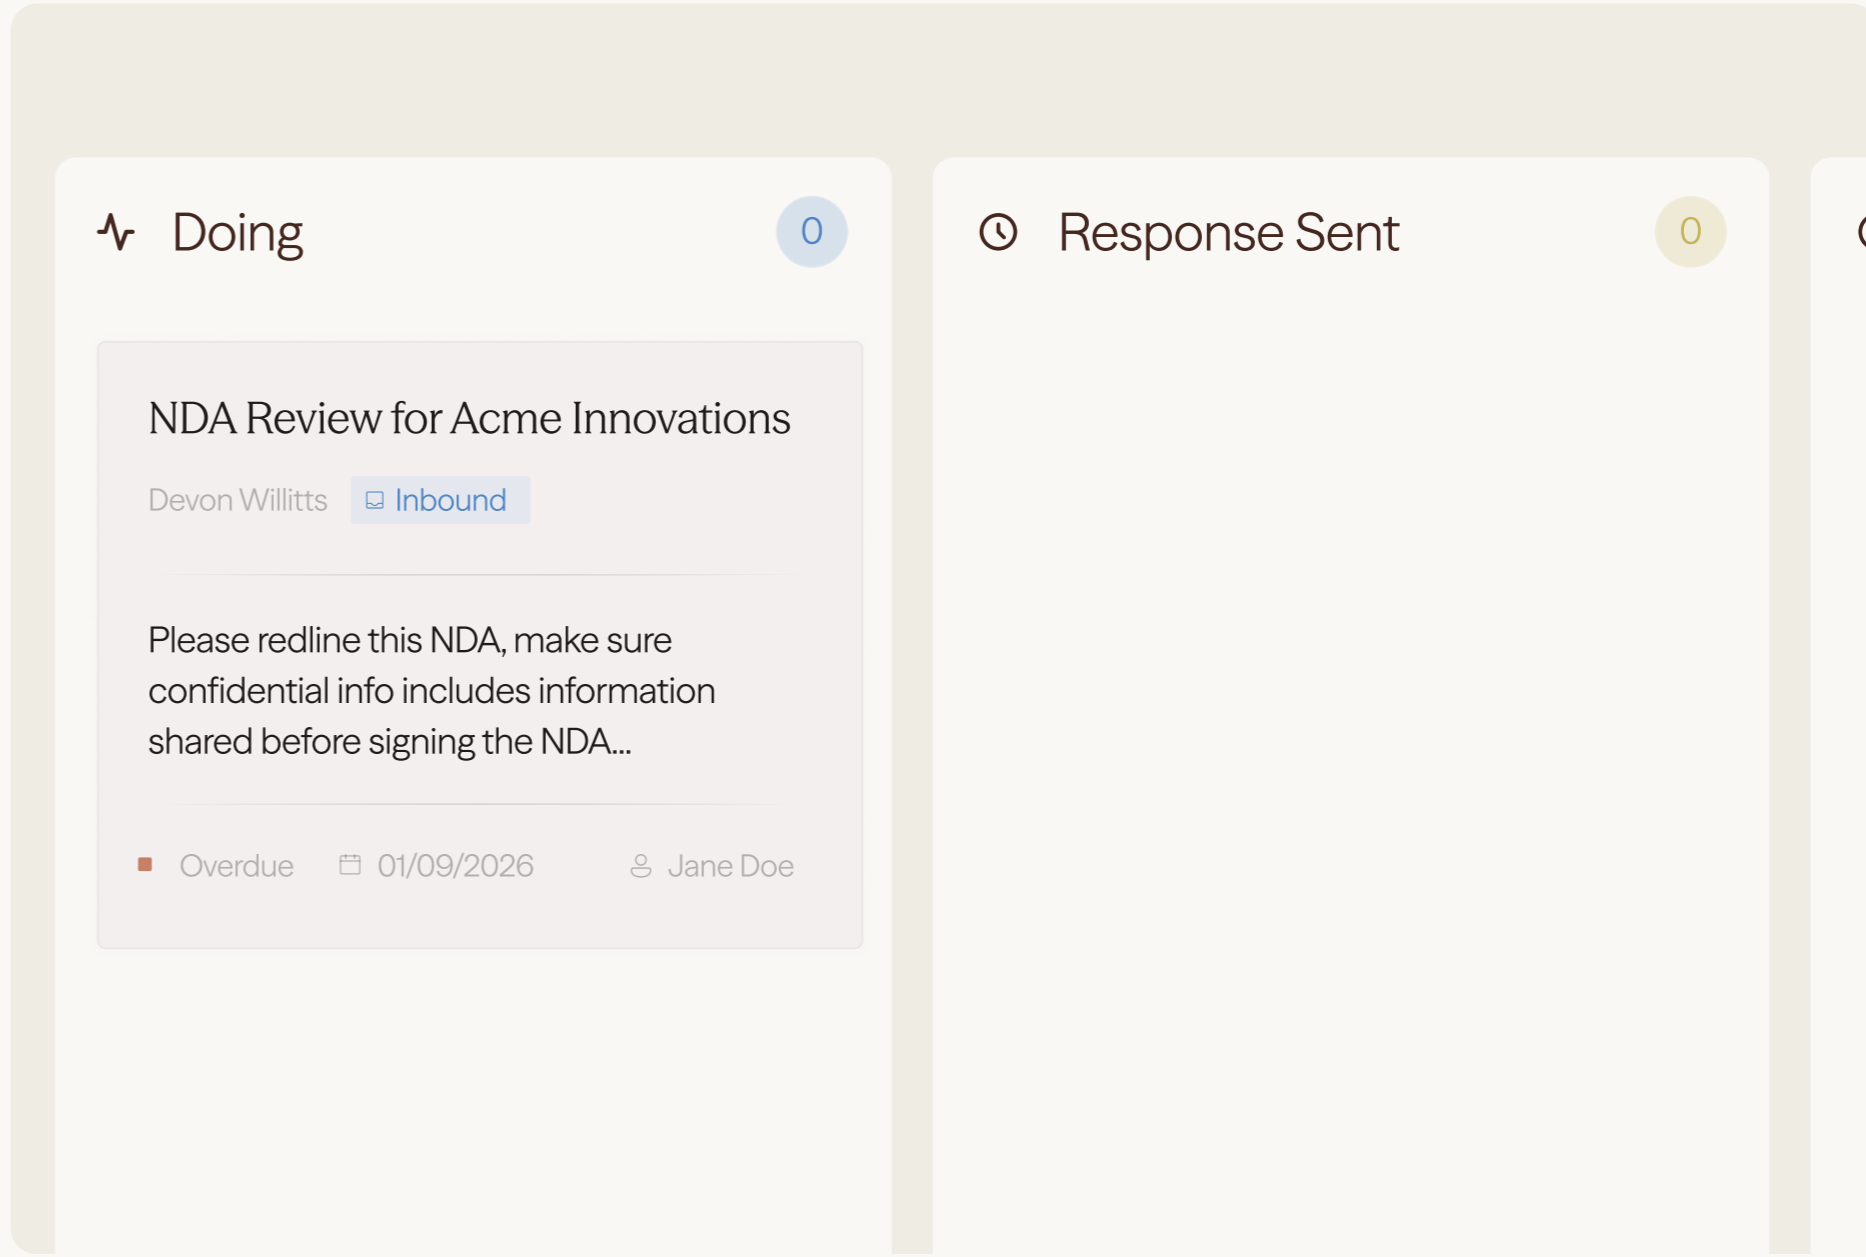 Doing
0
NDA Review for Acme Innovations
Devon Willitts
Inbound
Please redline this NDA, make sure
confidential info includes information
shared before signing the NDA...
Overdue
01/09/2026
Jane Doe
Response Sent
0